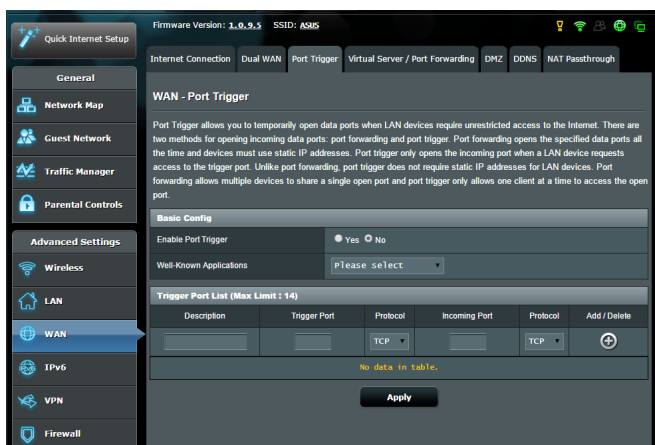 Quick Internet Setup
General
Network Map
Guest Network
Traffic Manager
Parental Controls
Advanced Settings
Wireless
LAN
WAN
IPv6
VPN
Firewall
Firmware Version: 1.0.9.5 SSID: ASUS
Internet Connection Dual WAN Port Trigger Virtual Server / Port Forwarding DMZ DDNS NAT Passthrough
WAN - Port Trigger
Port Trigger allows you to temporarily open data ports when LAN devices require unrestricted access to the Internet. There are
two methods for opening incoming data ports: port forwarding and port trigger. Port forwarding opens the specified data ports all
the time and devices must use static IP addresses. Port trigger only opens the incoming port when a LAN device requests
access to the trigger port. Unlike port forwarding, port trigger does not require static IP addresses for LAN devices. Port
forwarding allows multiple devices to share a single open port and port trigger only allows one client at a time to access the open
port.
Basic Config
Enable Port Trigger Yes No
Well-Known Applications Please select
Trigger Port List (Max Limit : 14)
Description Trigger Port Protocol Incoming Port Protocol Add / Delete
TCP TCP
No data in table.
Apply